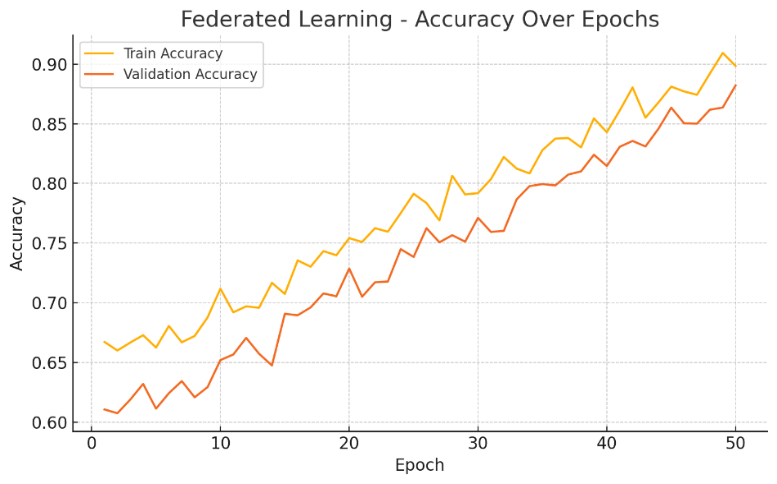 Federated Learning - Accuracy Over Epochs
Train Accuracy
Validation Accuracy
0.90
0.85
0.80
0.75
0.70
0.65
0.60
Accuracy
0
10
20
30
40
50
Epoch